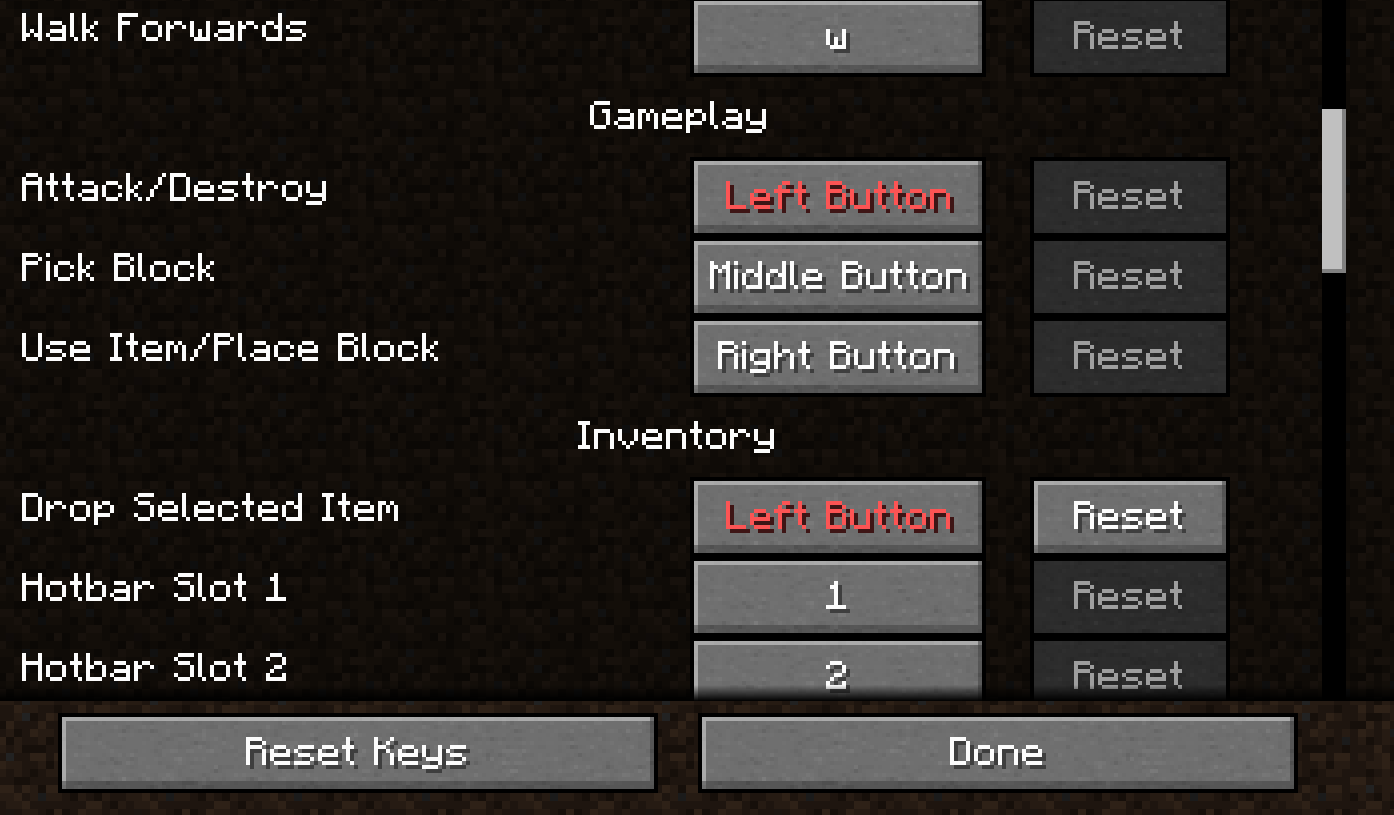 Walk Forwards w Reset
Gameplay
Attack/Destroy Left Button Reset
Pick Block Middle Button Reset
Use Item/Place Block Right Button Reset
Inventory
Drop Selected Item Left Button Reset
Hotbar Slot 1 1 Reset
Hotbar Slot 2 2 Reset
Reset Keys Done